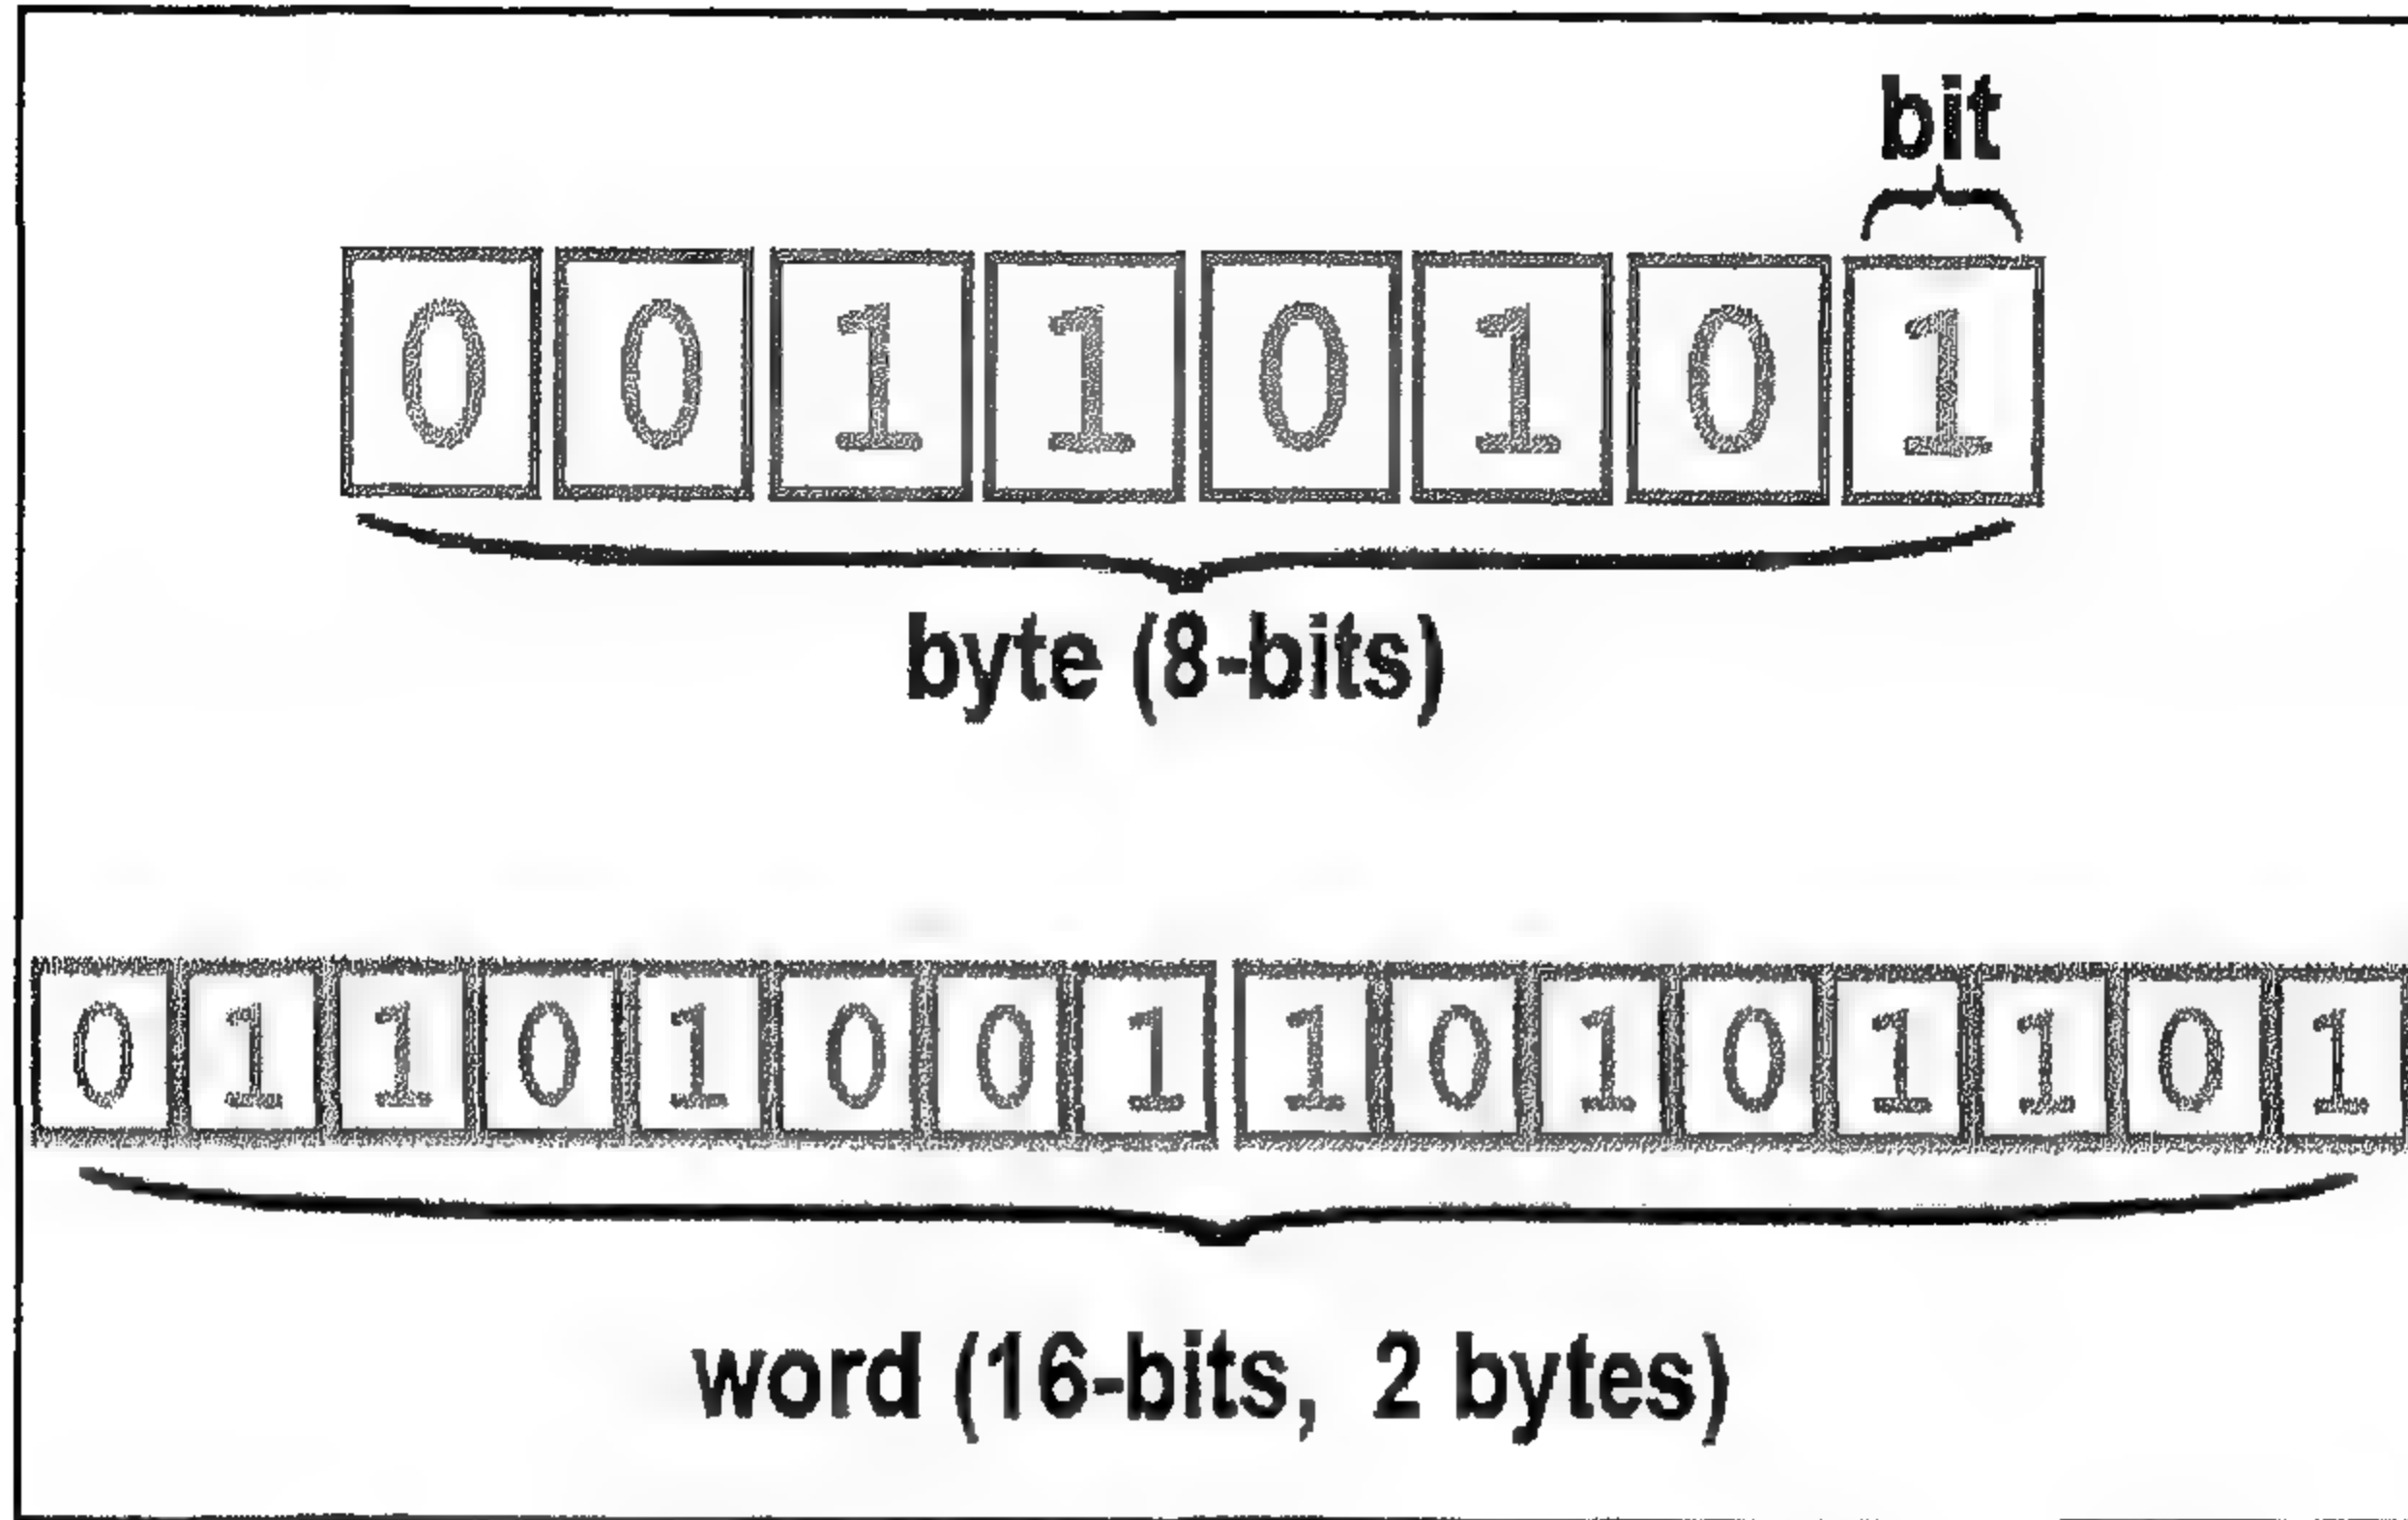 bit
0 0 1 1 0 1 0 1
byte (8-bits)
0 1 1 0 1 0 0 1 1 0 1 0 1 1 0 1
word (16-bits, 2 bytes)